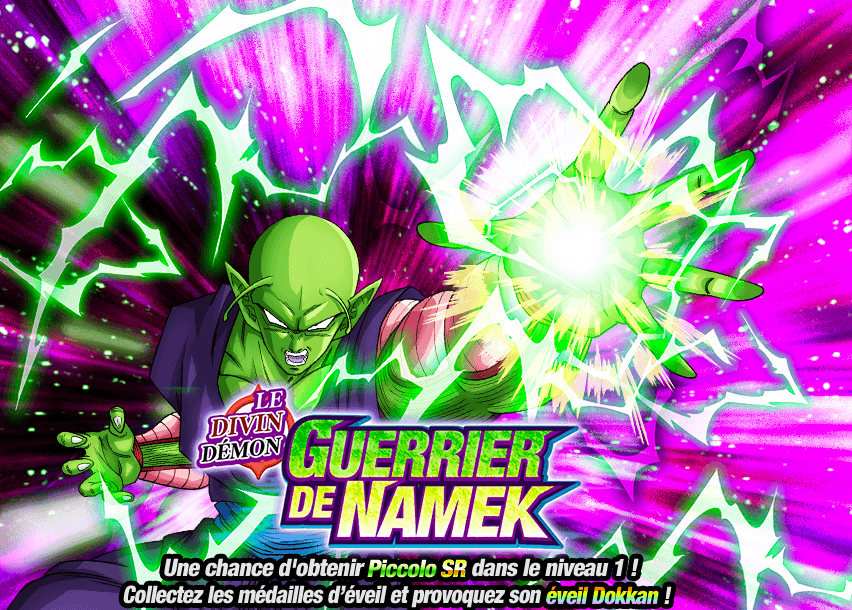 LE
DIVIN
DÉMON
GUERRIER
DE NAMEK
Une chance d'obtenir Piccolo SR dans le niveau 1 !
Collectez les médailles d'éveil et provoquez son éveil Dokkan !